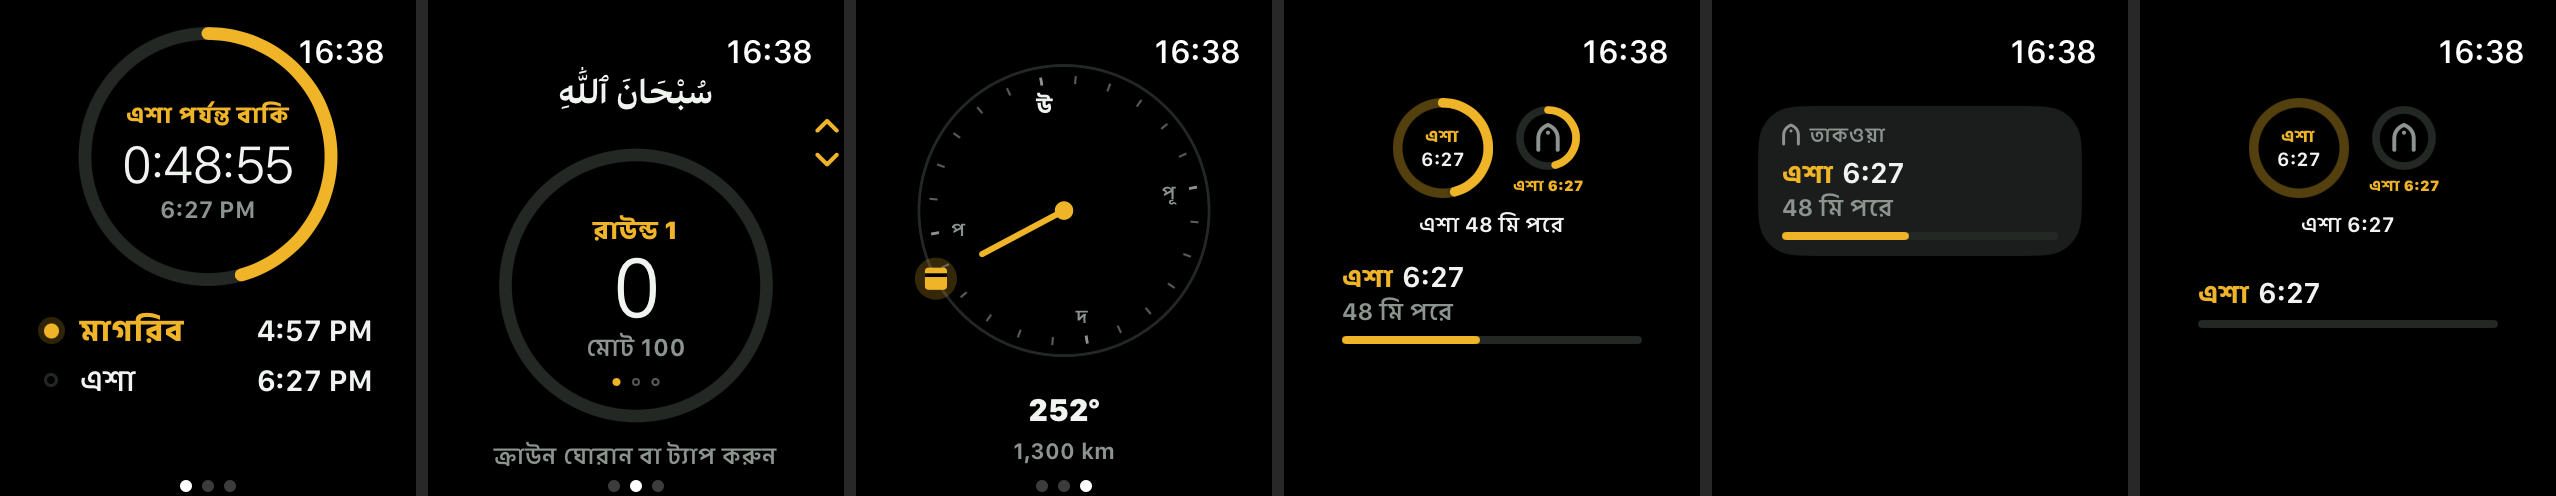 16:38
এশা পর্যন্ত বাকি
0:48:55
6:27 PM
মাগরিব 4:57 PM
এশা 6:27 PM
16:38
سُبْحَانَ ٱللَّٰهِ
রাউন্ড 1
0
মোট 100
ক্রাউন ঘোরান বা ট্যাপ করুন
16:38
উ
পূ
প
দ
252°
1,300 km
16:38
এশা
6:27
এশা 6:27
এশা 48 মি পরে
এশা 6:27
48 মি পরে
16:38
তাকওয়া
এশা 6:27
48 মি পরে
16:38
এশা
6:27
এশা 6:27
এশা 6:27
এশা 6:27